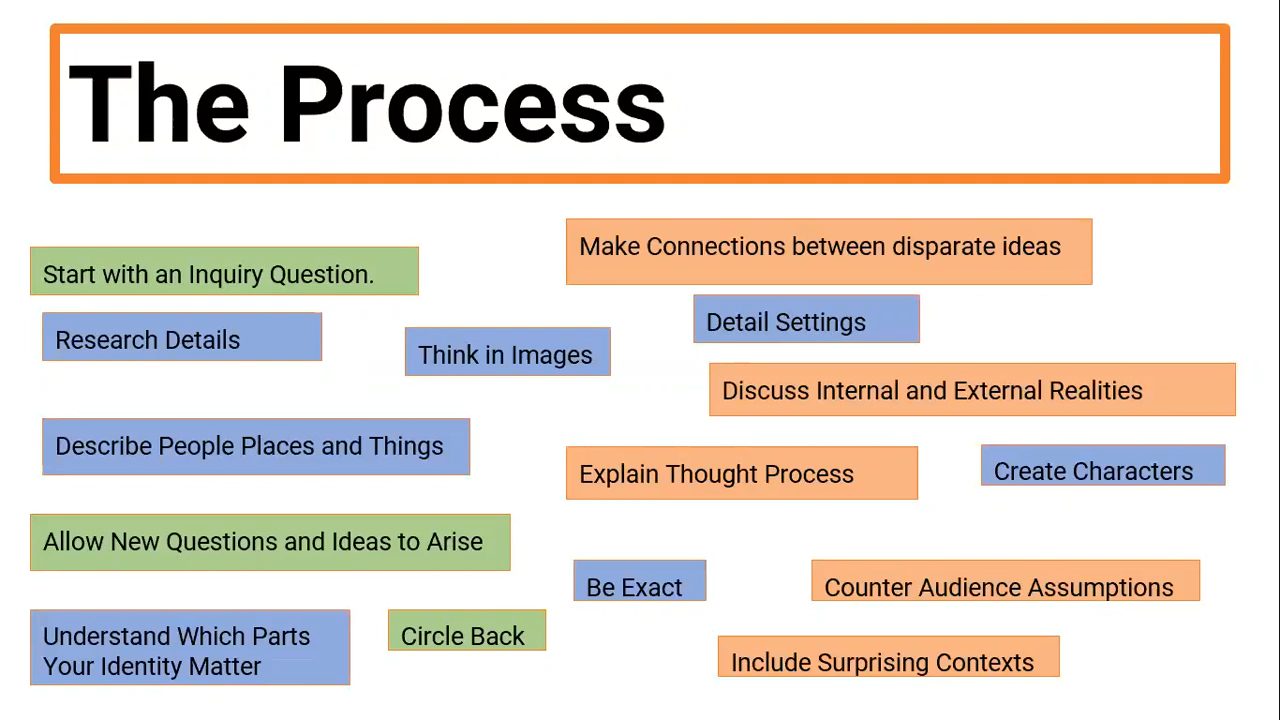 The Process
Start with an Inquiry Question.
Research Details
Think in Images
Describe People Places and Things
Allow New Questions and Ideas to Arise
Understand Which Parts
Your Identity Matter
Circle Back
Make Connections between disparate ideas
Detail Settings
Discuss Internal and External Realities
Explain Thought Process
Create Characters
Be Exact
Counter Audience Assumptions
Include Surprising Contexts